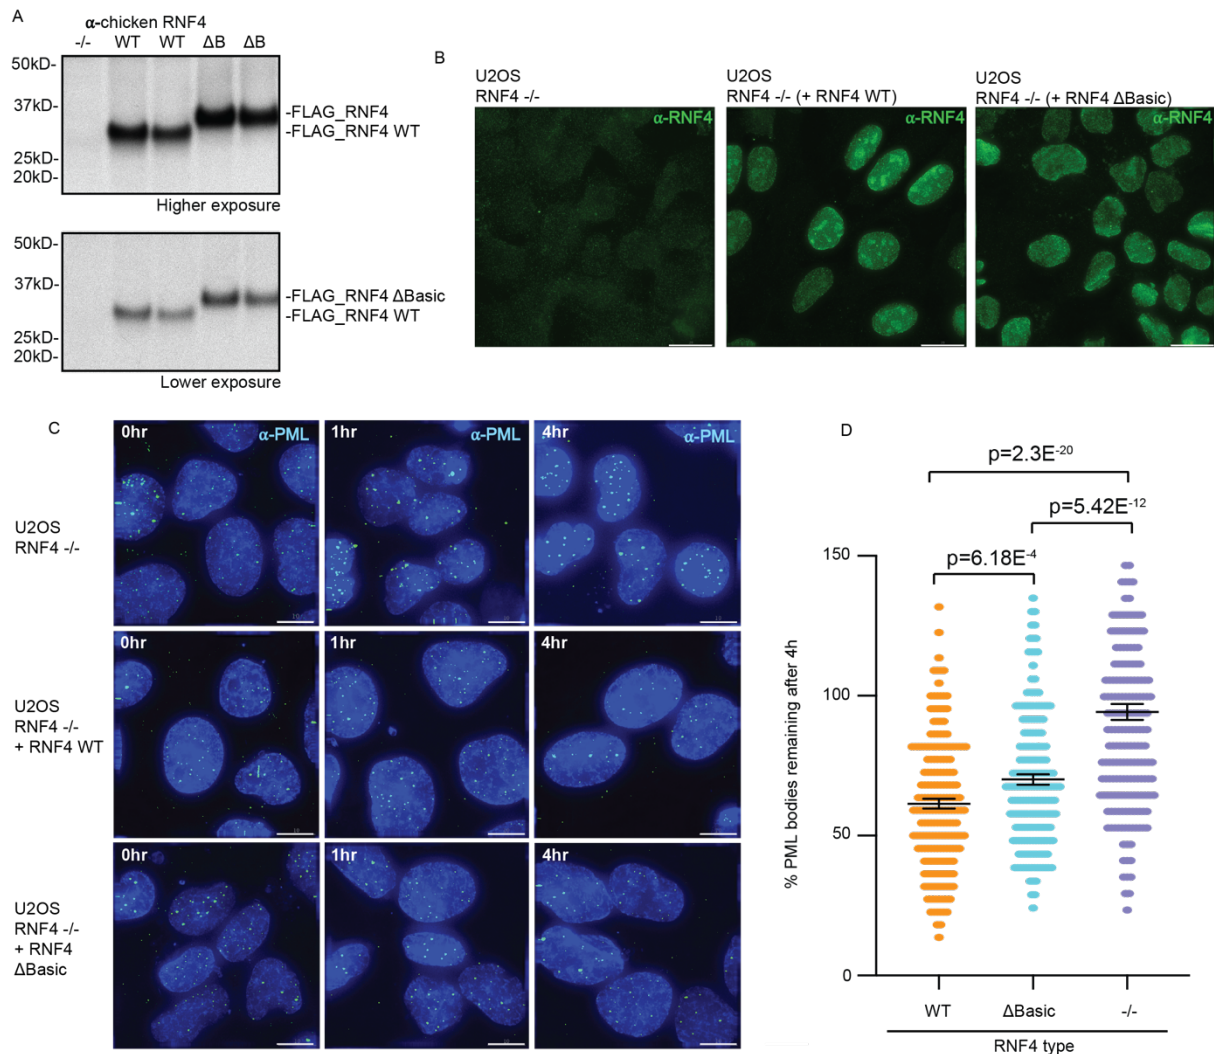 A
α-chicken RNF4
-/- WT WT ΔB ΔB
50kD-
37kD-
25kD-
20kD-
-FLAG_RNF4
-FLAG_RNF4 WT
Higher exposure
50kD-
37kD-
25kD-
20kD-
-FLAG_RNF4 ΔBasic
-FLAG_RNF4 WT
Lower exposure
B
U2OS
RNF4 -/-
α-RNF4
U2OS
RNF4 -/- (+ RNF4 WT)
α-RNF4
U2OS
RNF4 -/- (+ RNF4 ΔBasic)
α-RNF4
C
0hr α-PML
1hr α-PML
4hr α-PML
U2OS
RNF4 -/-
0hr
1hr
4hr
U2OS
RNF4 -/-
+ RNF4 WT
0hr
1hr
4hr
U2OS
RNF4 -/-
+ RNF4
ΔBasic
D
p=2.3E-20
p=5.42E-12
p=6.18E-4
150
100
50
0
% PML bodies remaining after 4h
WT ΔBasic -/-
RNF4 type